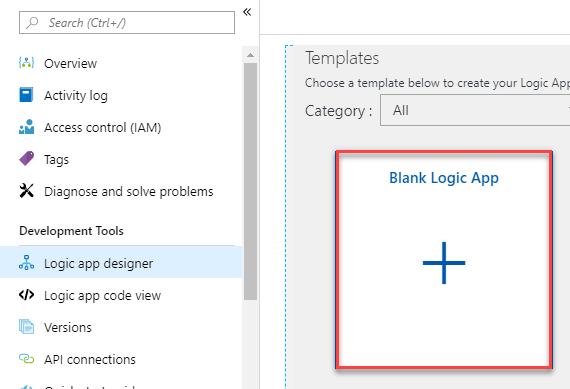 Search (Ctrl+/)
Overview
Activity log
Access control (IAM)
Tags
Diagnose and solve problems
Development Tools
Logic app designer
Logic app code view
Versions
API connections
Templates
Choose a template below to create your Logic App
Category :
All
Blank Logic App